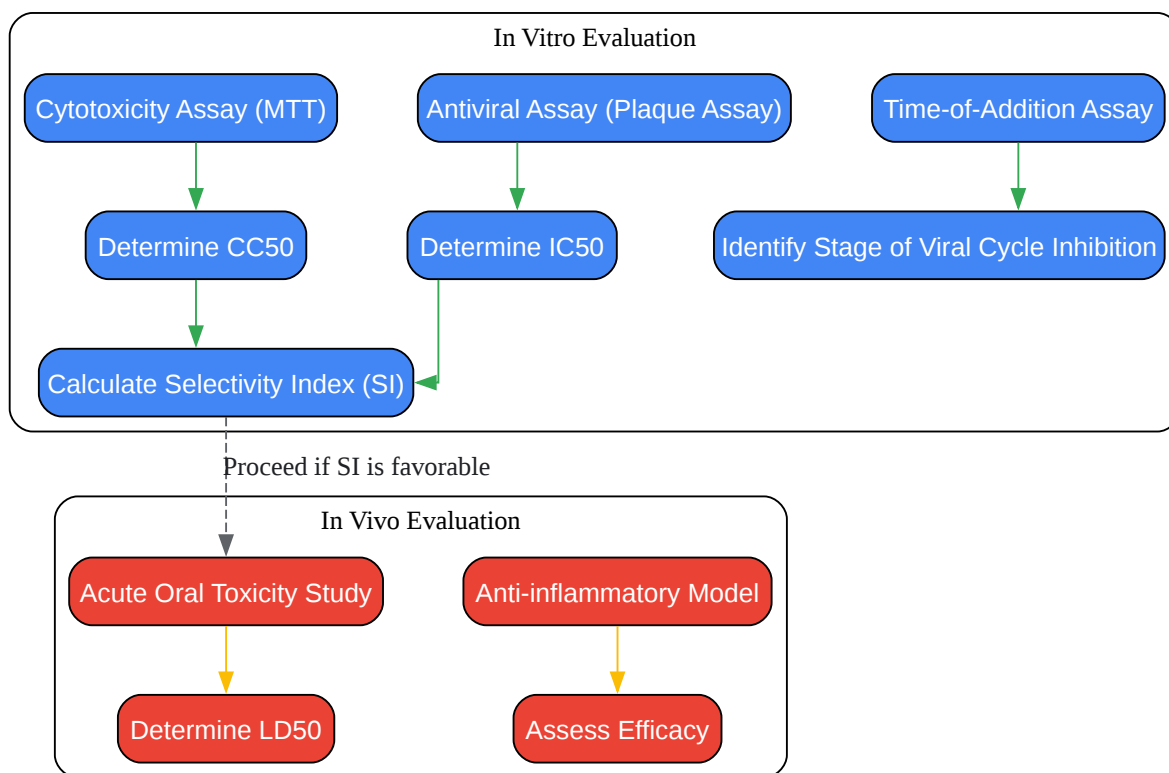 In Vitro Evaluation
Cytotoxicity Assay (MTT)
Antiviral Assay (Plaque Assay)
Time-of-Addition Assay
Determine CC50
Determine IC50
Identify Stage of Viral Cycle Inhibition
Calculate Selectivity Index (SI)
Proceed if SI is favorable
In Vivo Evaluation
Acute Oral Toxicity Study
Anti-inflammatory Model
Determine LD50
Assess Efficacy